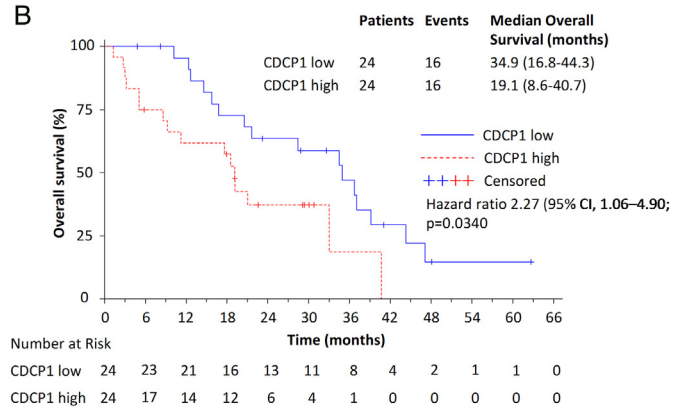 B
Patients Events Median Overall
Survival (months)
CDCP1 low 24 16 34.9 (16.8-44.3)
CDCP1 high 24 16 19.1 (8.6-40.7)
CDCP1 low
CDCP1 high
Censored
Hazard ratio 2.27 (95% CI, 1.06–4.90;
p=0.0340
Overall survival (%)
100
75
50
25
0
0 6 12 18 24 30 36 42 48 54 60 66
Time (months)
Number at Risk
CDCP1 low 24 23 21 16 13 11 8 4 2 1 1 0
CDCP1 high 24 17 14 12 6 4 1 0 0 0 0 0